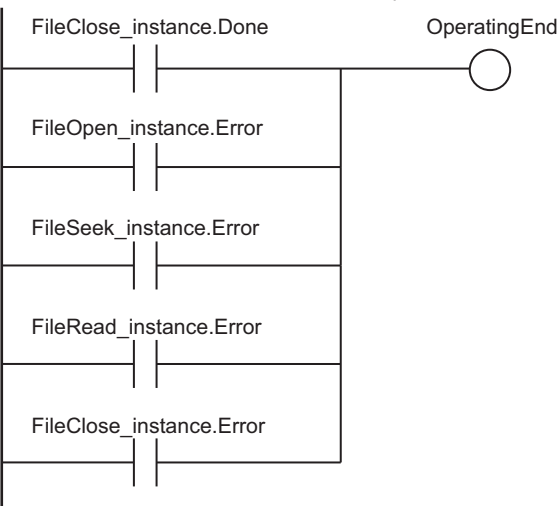 FileClose_instance.Done
OperatingEnd
FileOpen_instance.Error
FileSeek_instance.Error
FileRead_instance.Error
FileClose_instance.Error